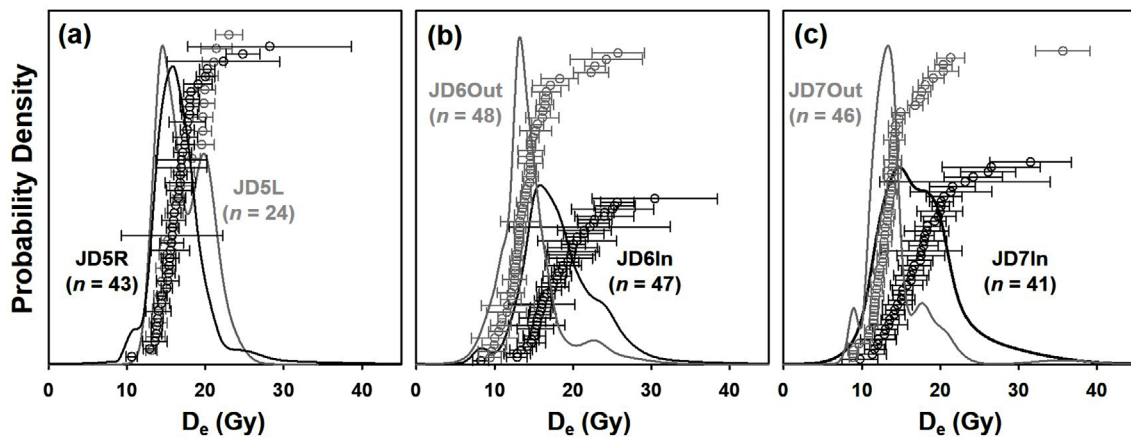 Probability Density
(a)
JD5L
(n = 24)
JD5R
(n = 43)
0 10 20 30
Dₑ (Gy)
(b)
JD6Out
(n = 48)
JD6In
(n = 47)
0 10 20 30 40
Dₑ (Gy)
(c)
JD7Out
(n = 46)
JD7In
(n = 41)
0 10 20 30 40
Dₑ (Gy)